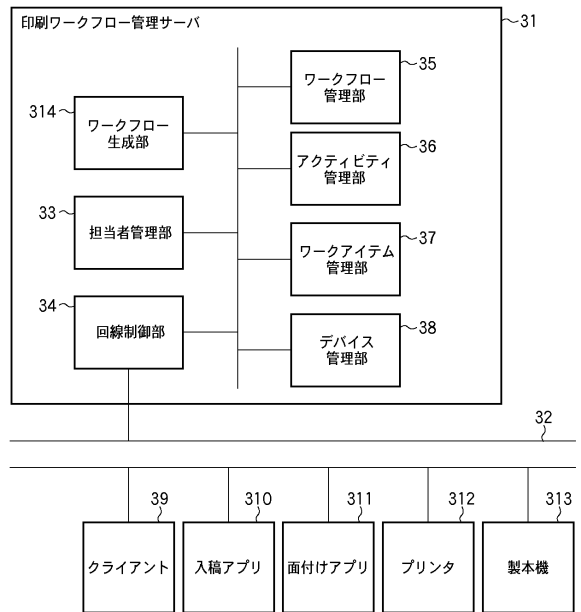 印刷ワークフロー管理サーバ
31
35
ワークフロー
管理部
314
ワークフロー
生成部
36
アクティビティ
管理部
33
担当者管理部
37
ワークアイテム
管理部
34
回線制御部
38
デバイス
管理部
32
39
310
311
312
313
クライアント
入稿アプリ
面付けアプリ
プリンタ
製本機